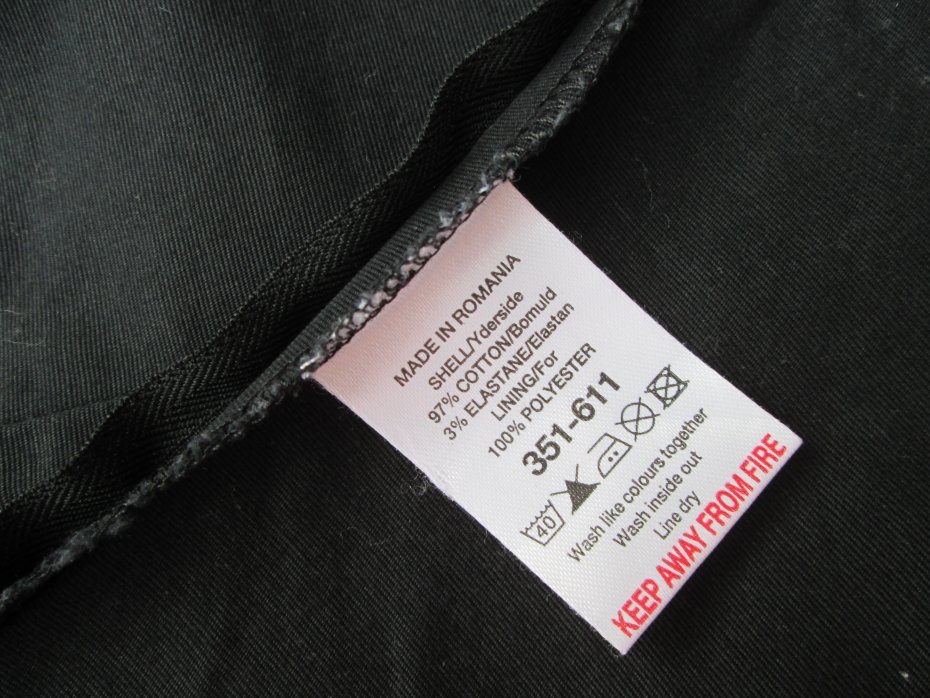 MADE IN ROMANIA
SHELL/Yderside
97% COTTON/Bomuld
3% ELASTANE/Elastan
LINING/For
100% POLYESTER
351-611
40
Wash like colours together
Wash inside out
Line dry
KEEP AWAY FROM FIRE